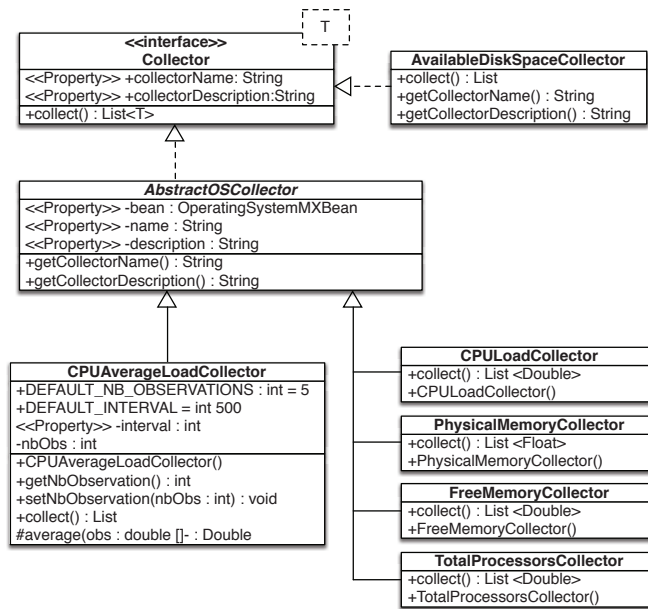 T
<<interface>>
Collector
<<Property>> +collectorName: String
<<Property>> +collectorDescription:String
+collect() : List<T>
AvailableDiskSpaceCollector
+collect() : List
+getCollectorName() : String
+getCollectorDescription() : String
AbstractOSCollector
<<Property>> -bean : OperatingSystemMXBean
<<Property>> -name : String
<<Property>> -description : String
+getCollectorName() : String
+getCollectorDescription() : String
CPUAverageLoadCollector
+DEFAULT_NB_OBSERVATIONS : int = 5
+DEFAULT_INTERVAL = int 500
<<Property>> -interval : int
-nbObs : int
+CPUAverageLoadCollector()
+getNbObservation() : int
+setNbObservation(nbObs : int) : void
+collect() : List
#average(obs : double []- : Double
CPULoadCollector
+collect() : List <Double>
+CPULoadCollector()
PhysicalMemoryCollector
+collect() : List <Float>
+PhysicalMemoryCollector()
FreeMemoryCollector
+collect() : List <Double>
+FreeMemoryCollector()
TotalProcessorsCollector
+collect() : List <Double>
+TotalProcessorsCollector()